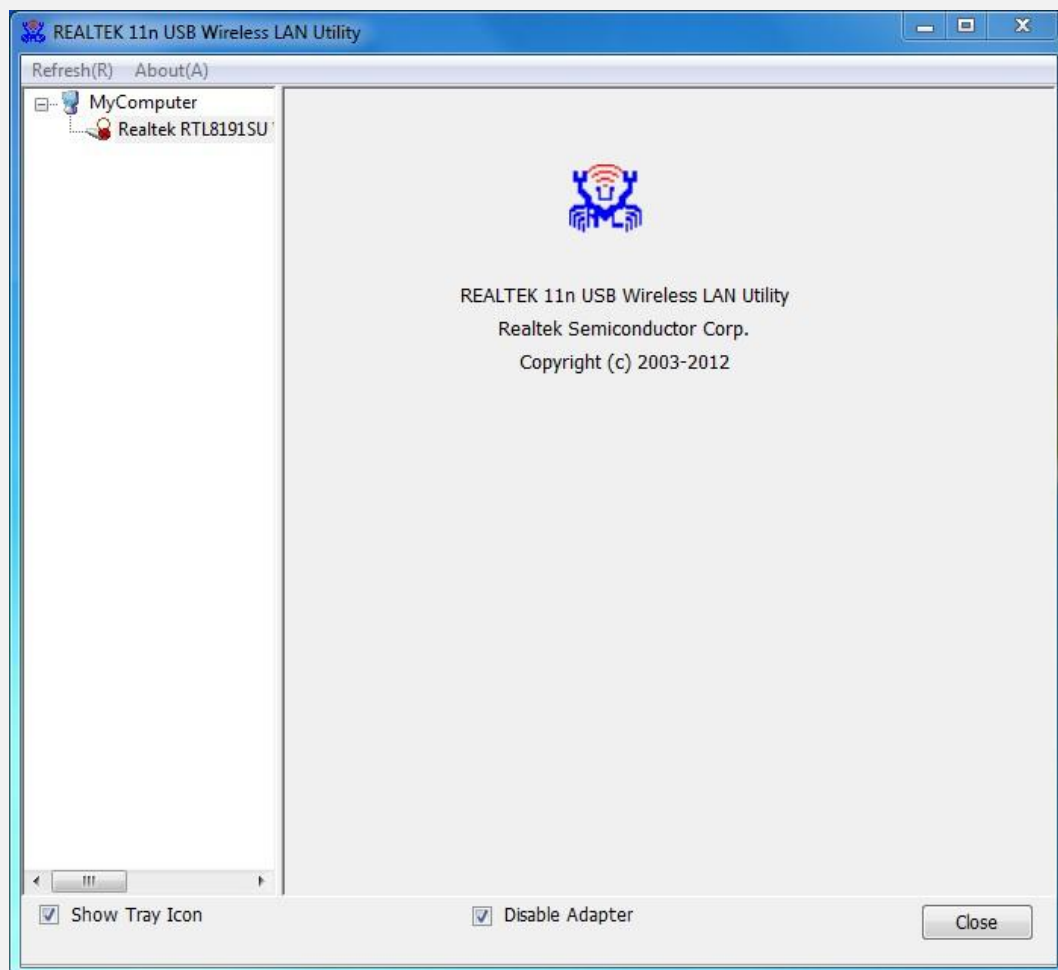 REALTEK 11n USB Wireless LAN Utility
Refresh(R) About(A)
MyComputer
Realtek RTL8191SU
REALTEK 11n USB Wireless LAN Utility
Realtek Semiconductor Corp.
Copyright (c) 2003-2012
Show Tray Icon
Disable Adapter
Close